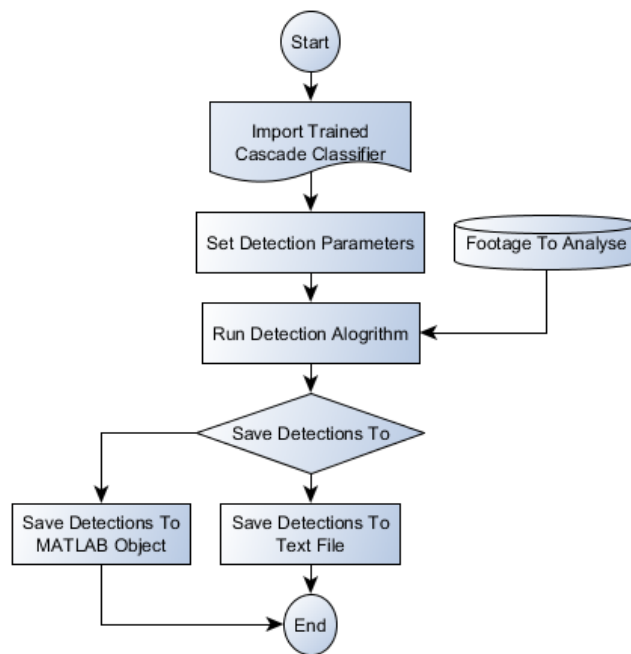 Start
Import Trained
Cascade Classifier
Set Detection Parameters
Footage To Analyse
Run Detection Alogrithm
Save Detections To
Save Detections To
MATLAB Object
Save Detections To
Text File
End